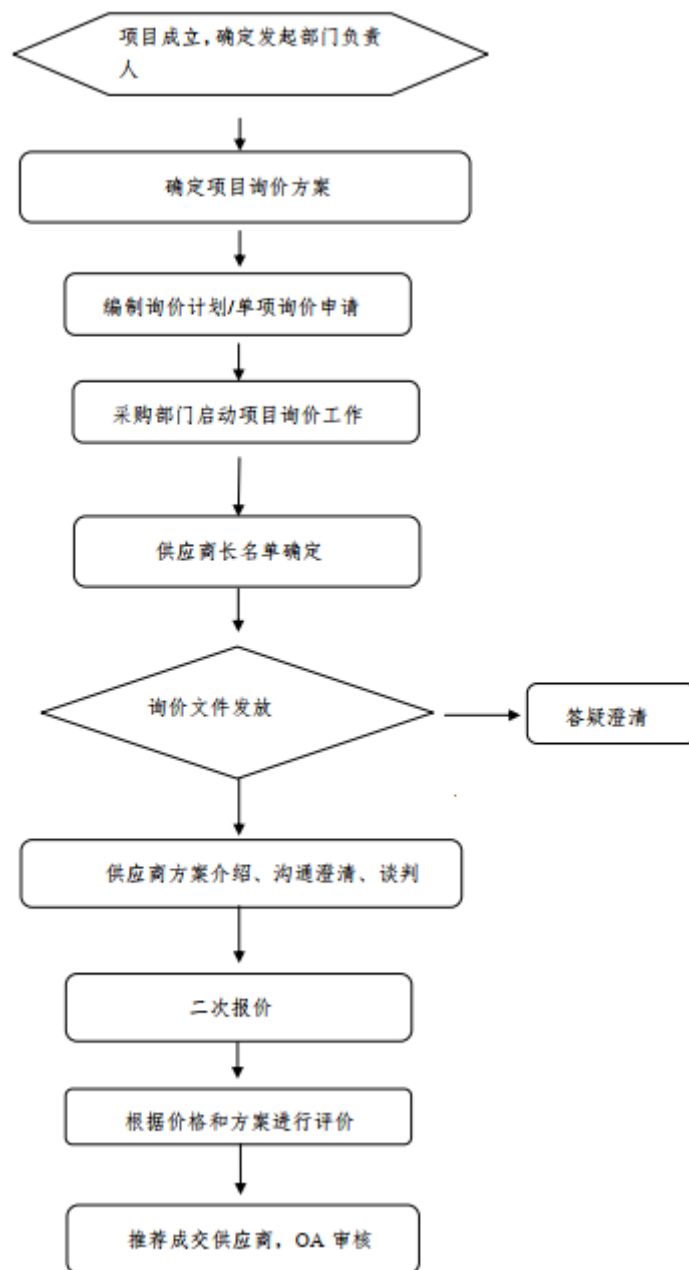 项目成立，确定发起部门负责
人
确定项目询价方案
编制询价计划/单项询价申请
采购部门启动项目询价工作
供应商长名单确定
询价文件发放
答疑澄清
供应商方案介绍、沟通澄清、谈判
二次报价
根据价格和方案进行评价
推荐成交供应商，OA 审核